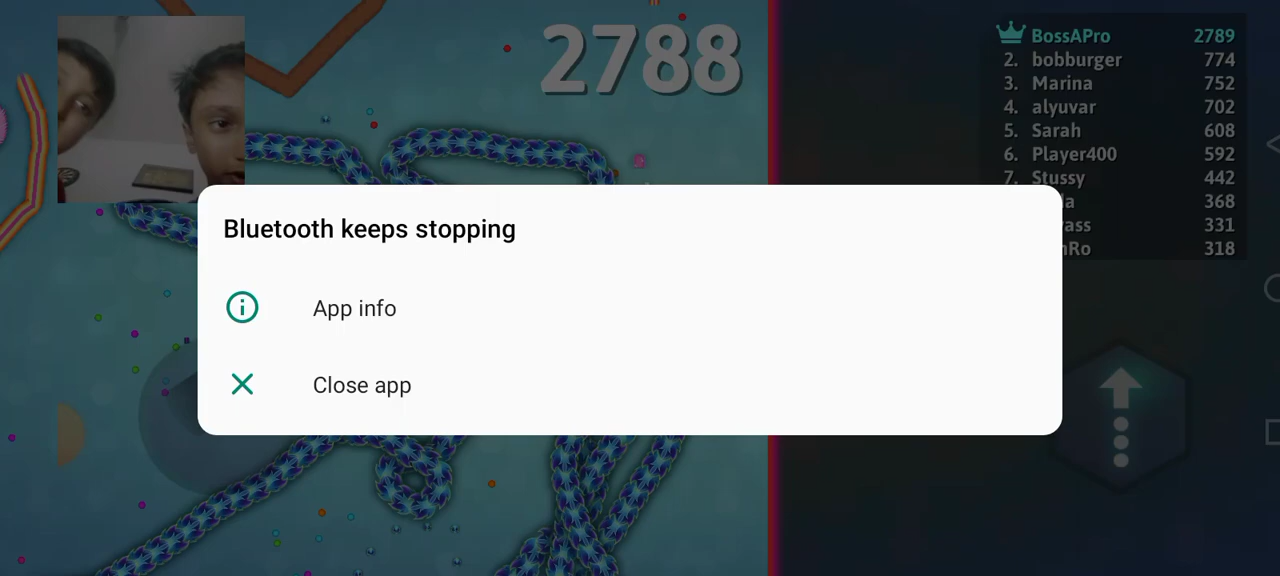 2788
BossAPro 2789
2. bobburger 774
3. Marina 752
4. alyuvar 702
5. Sarah 608
6. Player400 592
7. Stussy 442
368
331
318
Bluetooth keeps stopping
App info
Close app